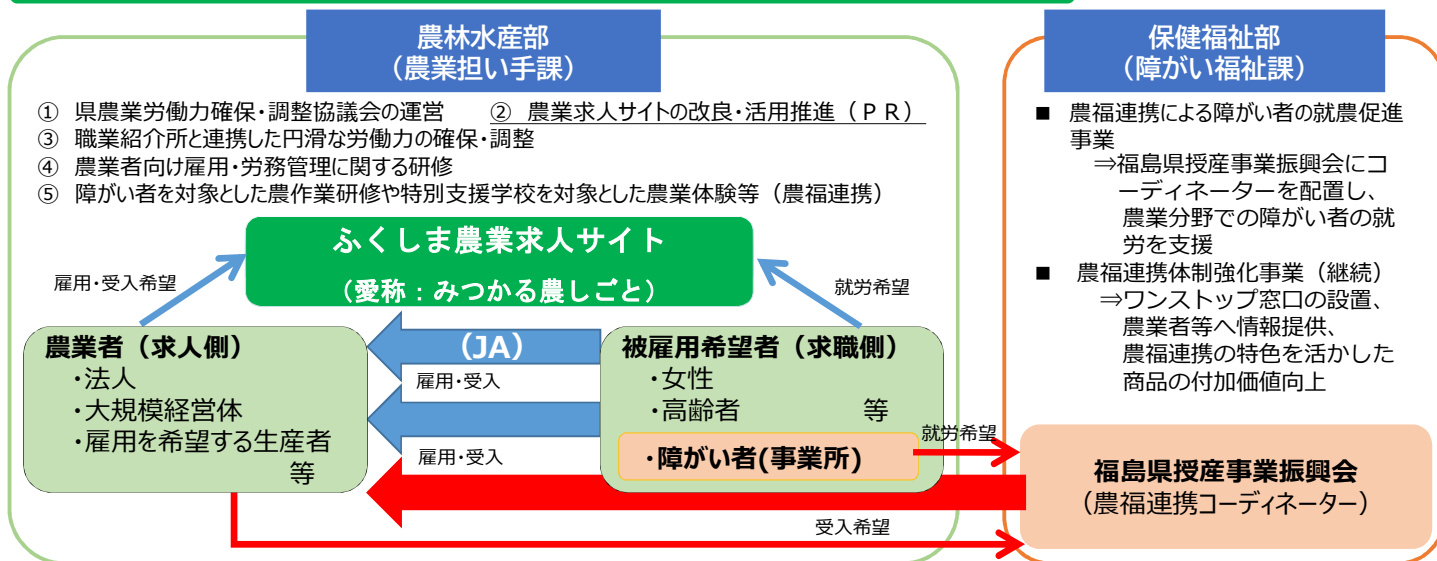 農林水産部
（農業担い手課）
① 県農業労働力確保・調整協議会の運営　② 農業求人サイトの改良・活用推進（ＰＲ）
③ 職業紹介所と連携した円滑な労働力の確保・調整
④ 農業者向け雇用・労務管理に関する研修
⑤ 障がい者を対象とした農作業研修や特別支援学校を対象とした農業体験等（農福連携）
ふくしま農業求人サイト
（愛称：みつかる農しごと）
雇用・受入希望
就労希望
農業者（求人側）
・法人
・大規模経営体
・雇用を希望する生産者
等
（JA）
雇用・受入
雇用・受入
被雇用希望者（求職側）
・女性
・高齢者　等
・障がい者(事業所)
就労希望
受入希望
保健福祉部
（障がい福祉課）
■ 農福連携による障がい者の就農促進
事業
⇒福島県授産事業振興会にコ
ーディネーターを配置し、
農業分野での障がい者の就
労を支援
■ 農福連携体制強化事業（継続）
⇒ワンストップ窓口の設置、
農業者等へ情報提供、
農福連携の特色を活かした
商品の付加価値向上
福島県授産事業振興会
（農福連携コーディネーター）